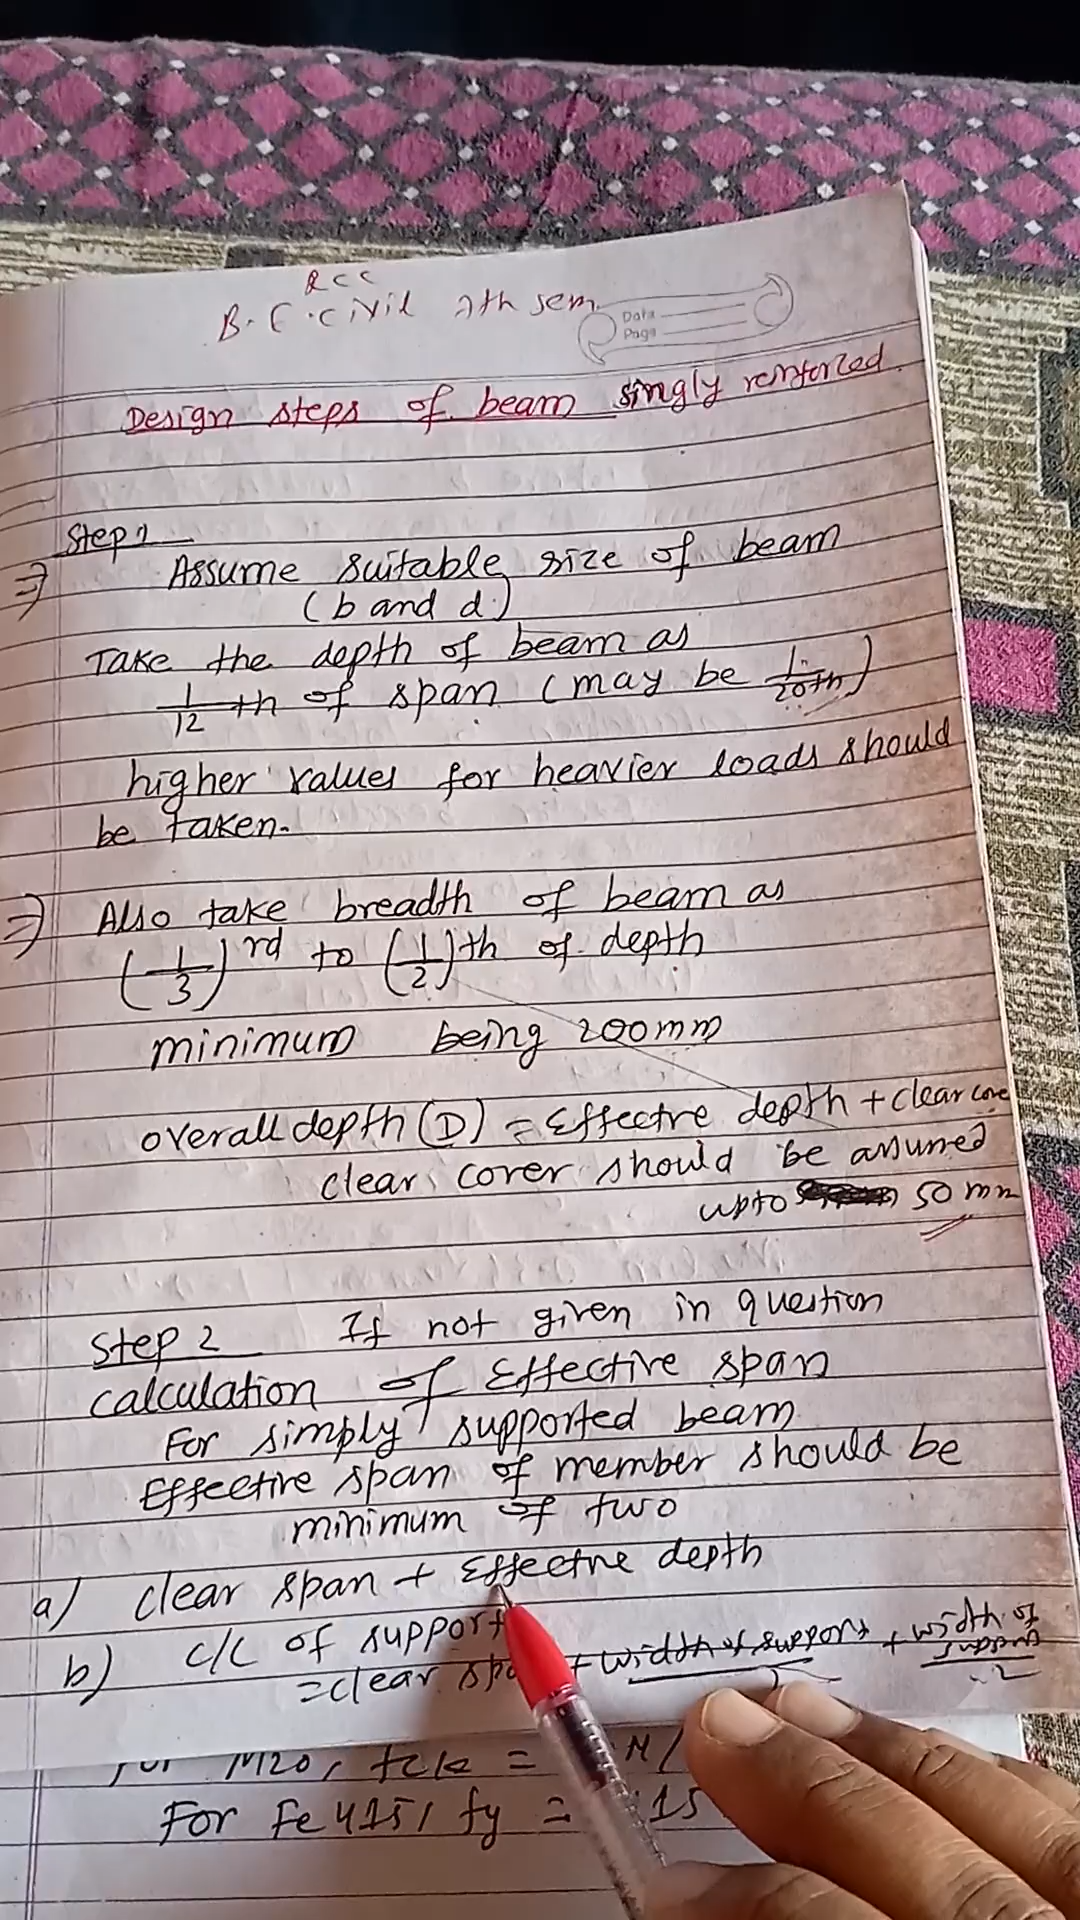 RCC
B.E. civil 7th sem
Data
Page
Design steps of beam singly reinforced.
Step 1
⇒ Assume suitable size of beam
(b and d.)
Take the depth of beam as
1/12 th of span (may be 1/20th)
higher values for heavier loads should
be taken.
⇒ Also take breadth of beam as
(1/3)rd to (1/2)th of depth
minimum being 200mm
overall depth (D) = Effective depth + clear cove
clear cover should be assumed
upto 50 mm
Step 2 If not given in question
calculation of Effective span
For simply supported beam
Effective span of member should be
minimum of two
a) clear span + Effective depth
b) c/c of support
= clear spa + width of support/2 + width of support/2
For M20, fck = N/
For Fe 415, fy = 15